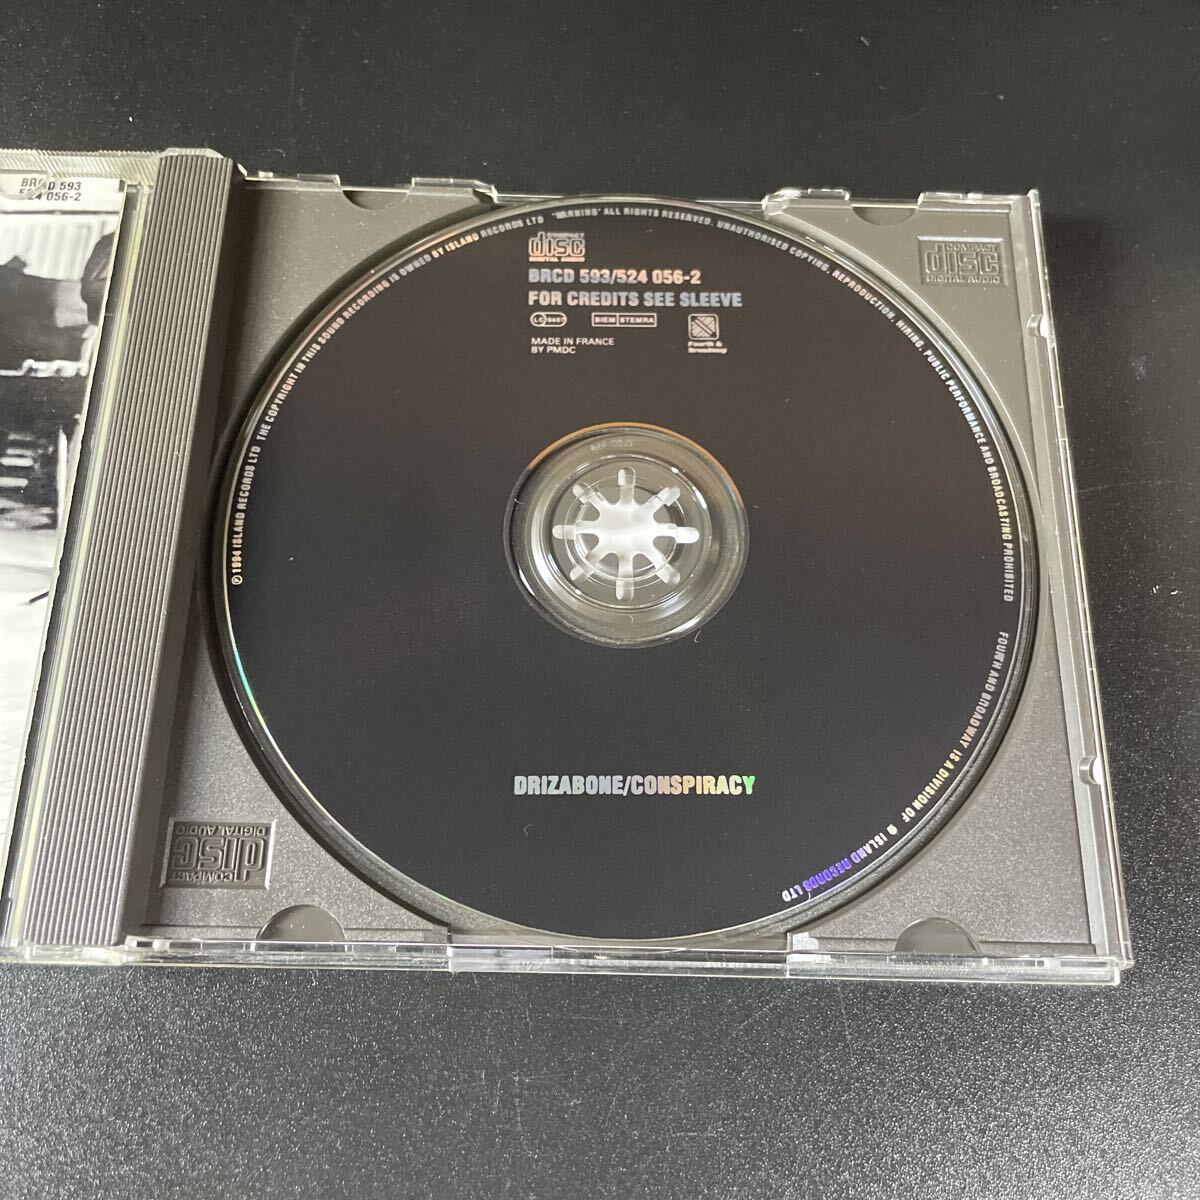 BRCD 593
524 056-2
COMPACT
disc
DIGITAL AUDIO
BRCD 593/524 056-2
FOR CREDITS SEE SLEEVE
LC 0407
BIEM STEMRA
MADE IN FRANCE
BY PMDC
Fourth &
Broadway
DRIZABONE/CONSPIRACY
℗ 1994 ISLAND RECORDS LTD THE COPYRIGHT IN THIS SOUND RECORDING IS OWNED BY ISLAND RECORDS LTD 'WARNING' ALL RIGHTS RESERVED. UNAUTHORISED COPYING, REPRODUCTION, HIRING, PUBLIC PERFORMANCE AND BROADCASTING PROHIBITED
FOURTH AND BROADWAY IS A DIVISION OF ISLAND RECORDS LTD
COMPACT
disc
DIGITAL AUDIO
COMPACT
disc
DIGITAL AUDIO